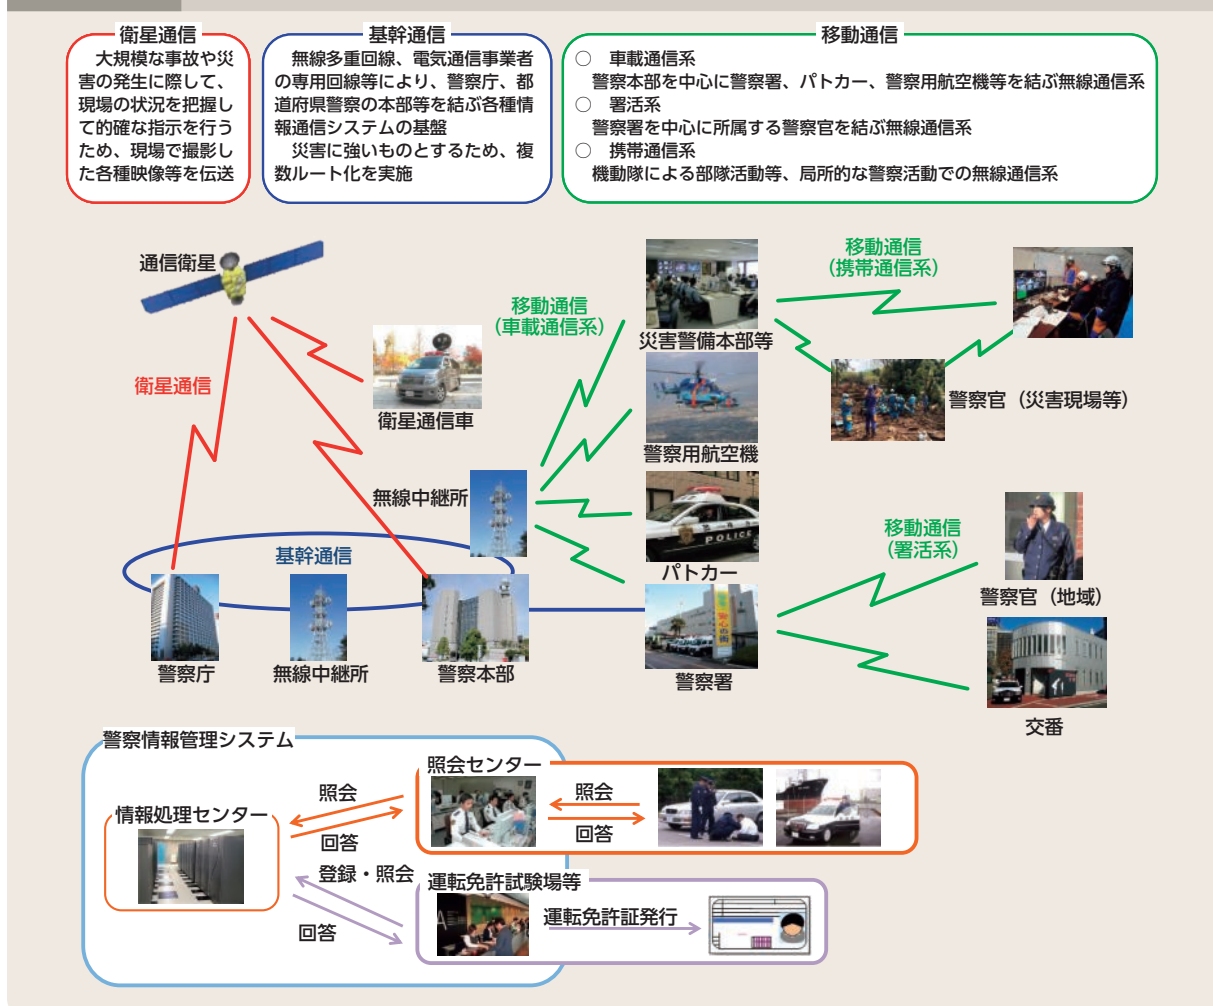 衛星通信
大規模な事故や災
害の発生に際して、
現場の状況を把握し
て的確な指示を行う
ため、現場で撮影し
た各種映像等を伝送
基幹通信
無線多重回線、電気通信事業者
の専用回線等により、警察庁、都
道府県警察の本部等を結ぶ各種情
報通信システムの基盤
災害に強いものとするため、複
数ルート化を実施
移動通信
○ 車載通信系
警察本部を中心に警察署、パトカー、警察用航空機等を結ぶ無線通信系
○ 署活系
警察署を中心に所属する警察官を結ぶ無線通信系
○ 携帯通信系
機動隊による部隊活動等、局所的な警察活動での無線通信系
通信衛星
衛星通信
衛星通信車
移動通信
（車載通信系）
災害警備本部等
移動通信
（携帯通信系）
警察官（災害現場等）
警察用航空機
無線中継所
POLICE
パトカー
移動通信
（署活系）
警察官（地域）
基幹通信
警察庁
無線中継所
警察本部
安心の街
警察署
交番
警察情報管理システム
情報処理センター
照会
回答
照会センター
照会
回答
登録・照会
回答
運転免許試験場等
運転免許証発行